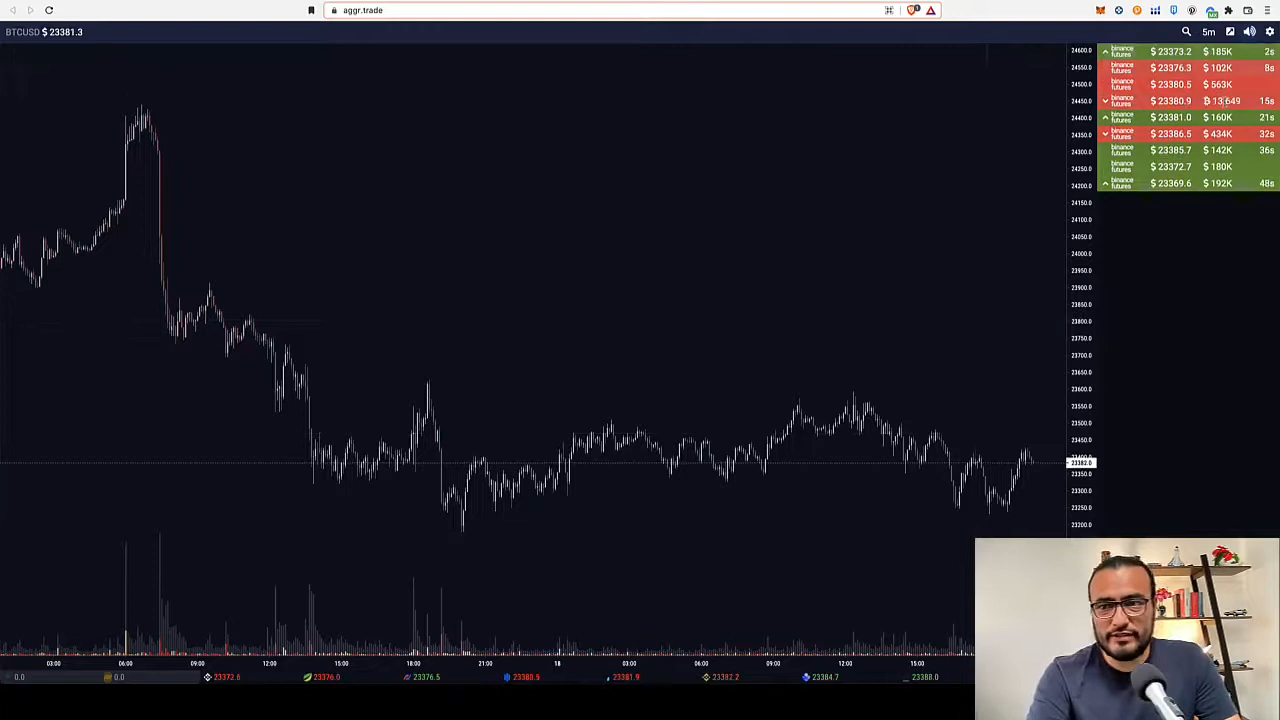 aggr.trade
BTCUSD $ 23381.3
5m
binance futures $ 23373.2 $ 185K 2s
binance futures $ 23376.3 $ 102K 8s
binance futures $ 23380.5 $ 563K
binance futures $ 23380.9 ₿ 13.649 15s
binance futures $ 23381.0 $ 160K 21s
binance futures $ 23386.5 $ 434K 32s
binance futures $ 23385.7 $ 142K 36s
binance futures $ 23372.7 $ 180K
binance futures $ 23369.6 $ 192K 48s
24600.0
24550.0
24500.0
24450.0
24400.0
24350.0
24300.0
24250.0
24200.0
24150.0
24100.0
24050.0
24000.0
23950.0
23900.0
23850.0
23800.0
23750.0
23700.0
23650.0
23600.0
23550.0
23500.0
23450.0
23400.0
23382.0
23350.0
23300.0
23250.0
23200.0
03:00 06:00 09:00 12:00 15:00 18:00 21:00 18 03:00 06:00 09:00 12:00 15:00
0.0 0.0 23372.6 23376.0 23376.5 23380.9 23381.9 23382.2 23384.7 23388.0